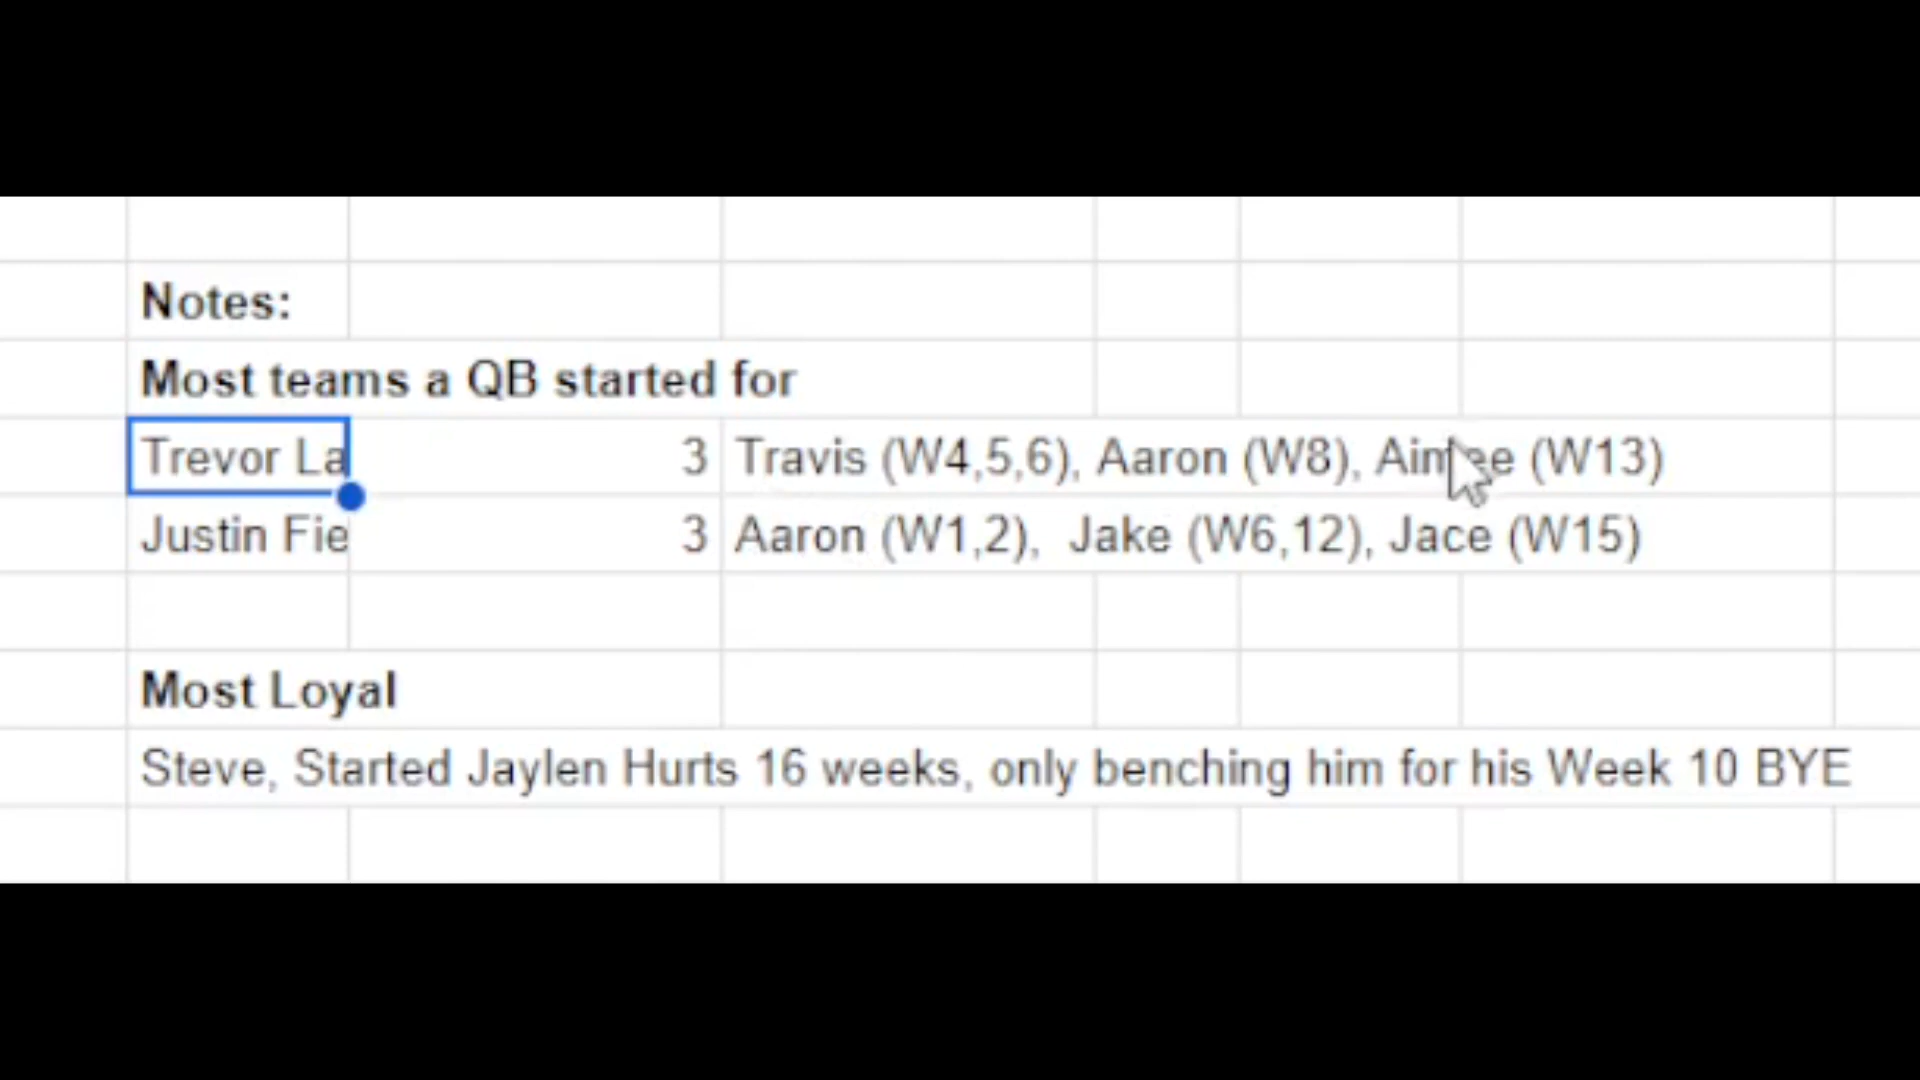 Notes:
Most teams a QB started for
Trevor La 3 Travis (W4,5,6), Aaron (W8), Aimee (W13)
Justin Fie 3 Aaron (W1,2), Jake (W6,12), Jace (W15)
Most Loyal
Steve, Started Jaylen Hurts 16 weeks, only benching him for his Week 10 BYE